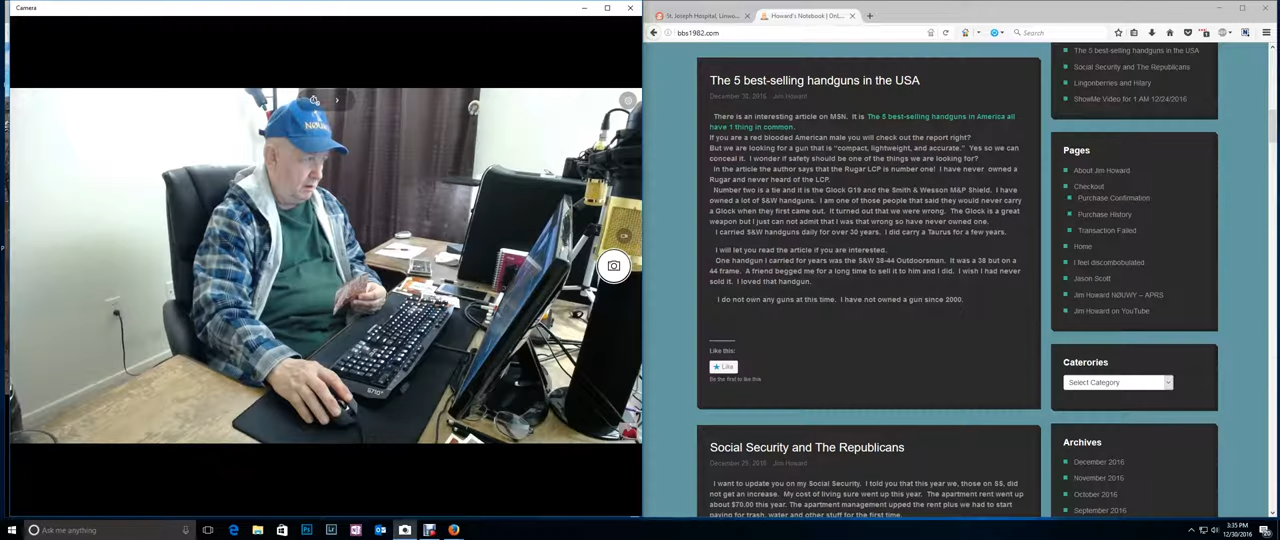 Camera
St. Joseph Hospital, Linwo...
Howard's Notebook | OnL...
bbs1982.com
Search
NØUWY
S710+
The 5 best-selling handguns in the USA
December 30, 2016 Jim Howard
There is an interesting article on MSN. It is The 5 best-selling handguns in America all
have 1 thing in common.
If you are a red blooded American male you will check out the report right?
But we are looking for a gun that is "compact, lightweight, and accurate." Yes so we can
conceal it. I wonder if safety should be one of the things we are looking for?
In the article the author says that the Rugar LCP is number one! I have never owned a
Rugar and never heard of the LCP.
Number two is a tie and it is the Glock G19 and the Smith & Wesson M&P Shield. I have
owned a lot of S&W handguns. I am one of those people that said they would never carry
a Glock when they first came out. It turned out that we were wrong. The Glock is a great
weapon but I just can not admit that I was that wrong so have never owned one.
I carried S&W handguns daily for over 30 years. I did carry a Taurus for a few years.
I will let you read the article if you are interested.
One handgun I carried for years was the S&W 38-44 Outdoorsman. It was a 38 but on a
44 frame. A friend begged me for a long time to sell it to him and I did. I wish I had never
sold it. I loved that handgun.
I do not own any guns at this time. I have not owned a gun since 2000.
Like this:
Like
By the first to like this
Social Security and The Republicans
December 29, 2016 Jim Howard
I want to update you on my Social Security. I told you that this year we, those on SS, did
not get an increase. My cost of living sure went up this year. The apartment rent went up
about $70.00 this year. The apartment management upped the rent plus we had to start
paying for trash, water and other stuff for the first time.
The 5 best-selling handguns in the USA
Social Security and The Republicans
Lingonberries and Hilary
ShowMe Video for 1 AM 12/24/2016
Pages
About Jim Howard
Checkout
Purchase Confirmation
Purchase History
Transaction Failed
Home
I feel discombobulated
Jason Scott
Jim Howard NØUWY – APRS
Jim Howard on YouTube
Caterories
Select Category
Archives
December 2016
November 2016
October 2016
September 2016
Ask me anything
3:35 PM
12/30/2016